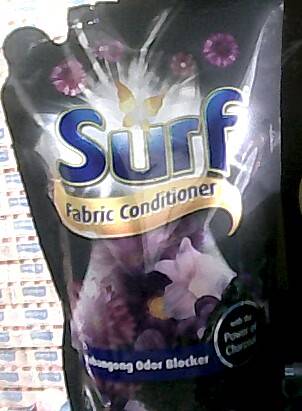 Surf
Fabric Conditioner
with the
Power of
Charcoal
Odor Blocker